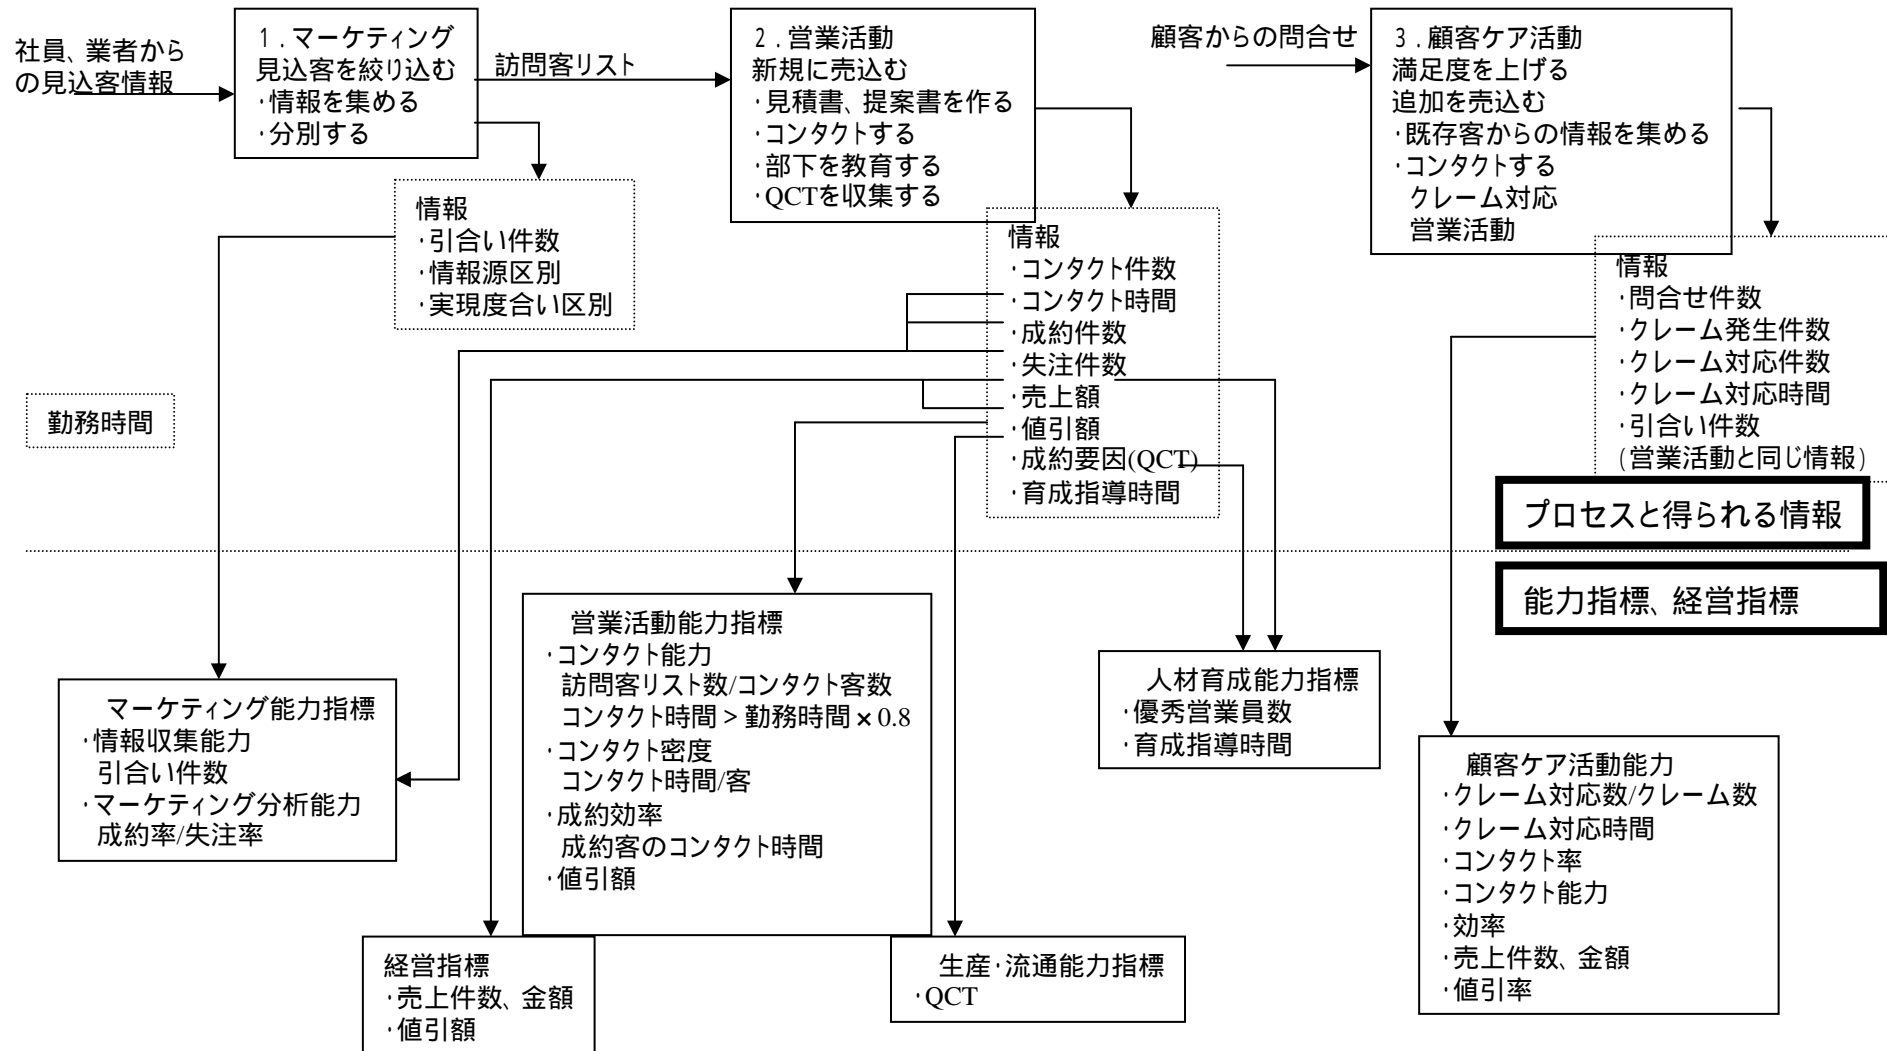 社員、業者から
の見込客情報
1．マーケティング
見込客を絞り込む
・情報を集める
・分別する
訪問客リスト
2．営業活動
新規に売込む
・見積書、提案書を作る
・コンタクトする
・部下を教育する
・QCTを収集する
顧客からの問合せ
3．顧客ケア活動
満足度を上げる
追加を売込む
・既存客からの情報を集める
・コンタクトする
クレーム対応
営業活動
情報
・引合い件数
・情報源区別
・実現度合い区別
情報
・コンタクト件数
・コンタクト時間
・成約件数
・失注件数
・売上額
・値引額
・成約要因(QCT)
・育成指導時間
情報
・問合せ件数
・クレーム発生件数
・クレーム対応件数
・クレーム対応時間
・引合い件数
(営業活動と同じ情報)
勤務時間
プロセスと得られる情報
能力指標、経営指標
マーケティング能力指標
・情報収集能力
引合い件数
・マーケティング分析能力
成約率/失注率
営業活動能力指標
・コンタクト能力
訪問客リスト数/コンタクト客数
コンタクト時間＞勤務時間×0.8
・コンタクト密度
コンタクト時間/客
・成約効率
成約客のコンタクト時間
・値引額
人材育成能力指標
・優秀営業員数
・育成指導時間
顧客ケア活動能力
・クレーム対応数/クレーム数
・クレーム対応時間
・コンタクト率
・コンタクト能力
・効率
・売上件数、金額
・値引率
経営指標
・売上件数、金額
・値引額
生産・流通能力指標
・QCT